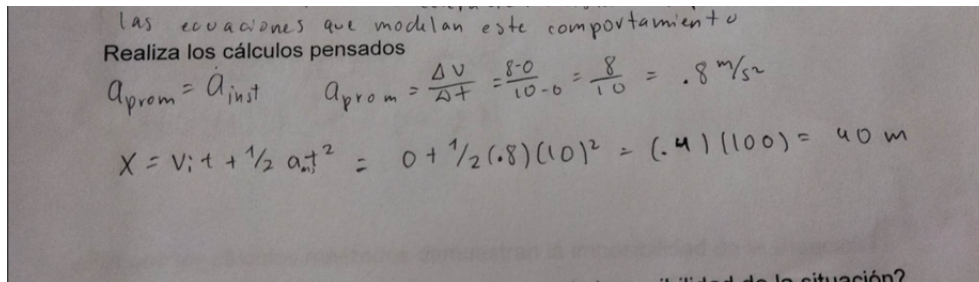 las ecuaciones que modelan este comportamiento
Realiza los cálculos pensados
a_prom = a_inst a_prom = ΔV/Δt = 8-0/10-0 = 8/10 = .8 m/s²
X = Vi t + 1/2 a t² = 0 + 1/2 (.8)(10)² = (.4)(100) = 40 m
situación?